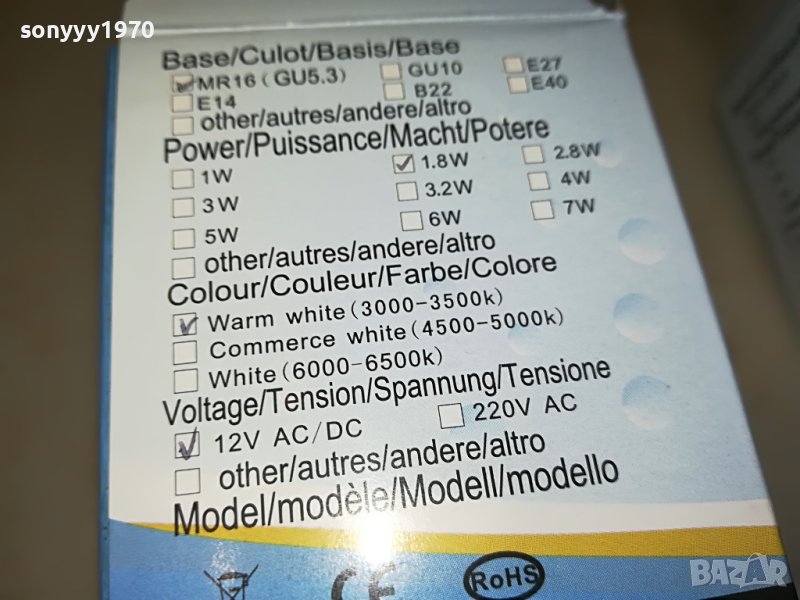 sonyyy1970
Base/Culot/Basis/Base
MR16(GU5.3) GU10 E27
E14 B22 E40
other/autres/andere/altro
Power/Puissance/Macht/Potere
1W 1.8W 2.8W
3W 3.2W 4W
5W 6W 7W
other/autres/andere/altro
Colour/Couleur/Farbe/Colore
Warm white(3000-3500k)
Commerce white(4500-5000k)
White(6000-6500k)
Voltage/Tension/Spannung/Tensione
12V AC/DC 220V AC
other/autres/andere/altro
Model/modèle/Modell/modello
CE RoHS
BAZAR